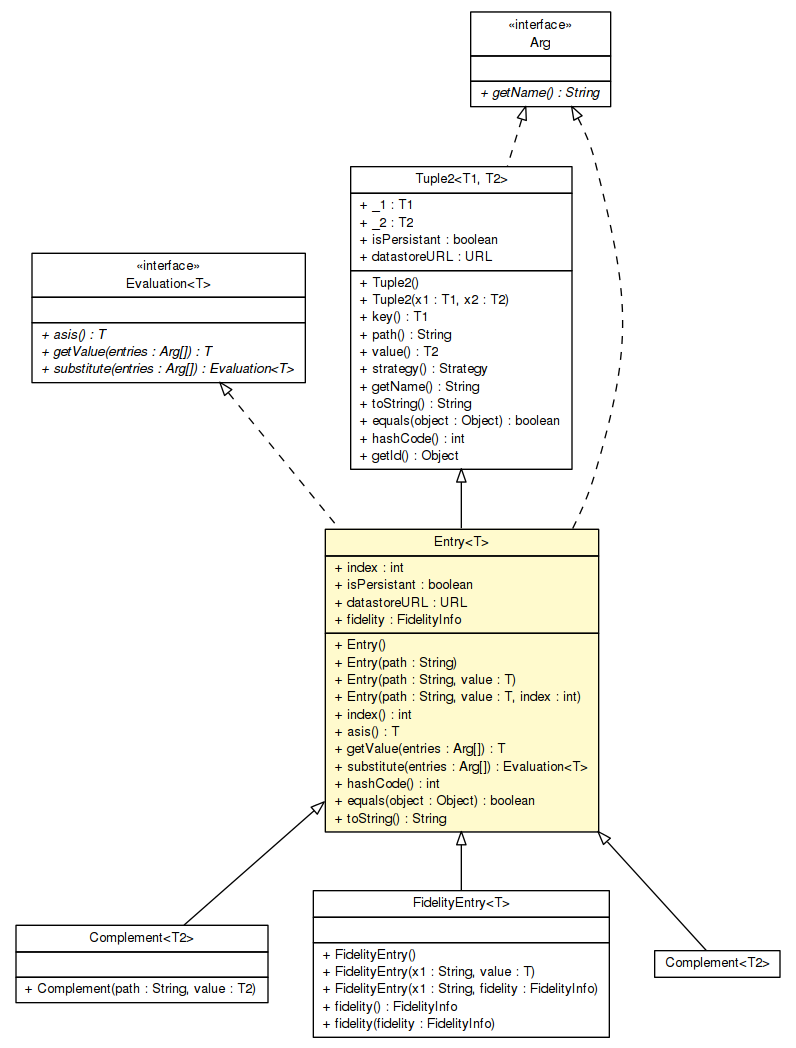 «interface»
Arg
+ getName() : String
Tuple2<T1, T2>
+ _1 : T1
+ _2 : T2
+ isPersistant : boolean
+ datastoreURL : URL
+ Tuple2()
+ Tuple2(x1 : T1, x2 : T2)
+ key() : T1
+ path() : String
+ value() : T2
+ strategy() : Strategy
+ getName() : String
+ toString() : String
+ equals(object : Object) : boolean
+ hashCode() : int
+ getId() : Object
«interface»
Evaluation<T>
+ asis() : T
+ getValue(entries : Arg[]) : T
+ substitute(entries : Arg[]) : Evaluation<T>
Entry<T>
+ index : int
+ isPersistant : boolean
+ datastoreURL : URL
+ fidelity : FidelityInfo
+ Entry()
+ Entry(path : String)
+ Entry(path : String, value : T)
+ Entry(path : String, value : T, index : int)
+ index() : int
+ asis() : T
+ getValue(entries : Arg[]) : T
+ substitute(entries : Arg[]) : Evaluation<T>
+ hashCode() : int
+ equals(object : Object) : boolean
+ toString() : String
Complement<T2>
+ Complement(path : String, value : T2)
FidelityEntry<T>
+ FidelityEntry()
+ FidelityEntry(x1 : String, value : T)
+ FidelityEntry(x1 : String, fidelity : FidelityInfo)
+ fidelity() : FidelityInfo
+ fidelity(fidelity : FidelityInfo)
Complement<T2>